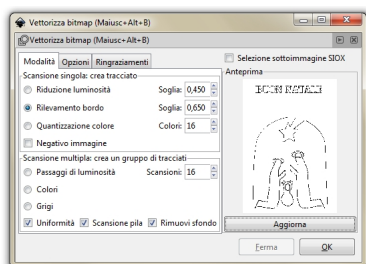 Vettorizza bitmap (Maiusc+Alt+B)
Vettorizza bitmap (Maiusc+Alt+B)
Modalità Opzioni Ringraziamenti
Selezione sottoimmagine SIOX
Scansione singola: crea tracciato
Anteprima
Riduzione luminosità Soglia: 0,450
Rilevamento bordo Soglia: 0,650
Quantizzazione colore Colori: 16
Negativo immagine
Scansione multipla: crea un gruppo di tracciati
Passaggi di luminosità Scansioni: 16
Colori
Grigi
Uniformità Scansione pila Rimuovi sfondo
BUON NATALE
Aggiorna
Ferma OK